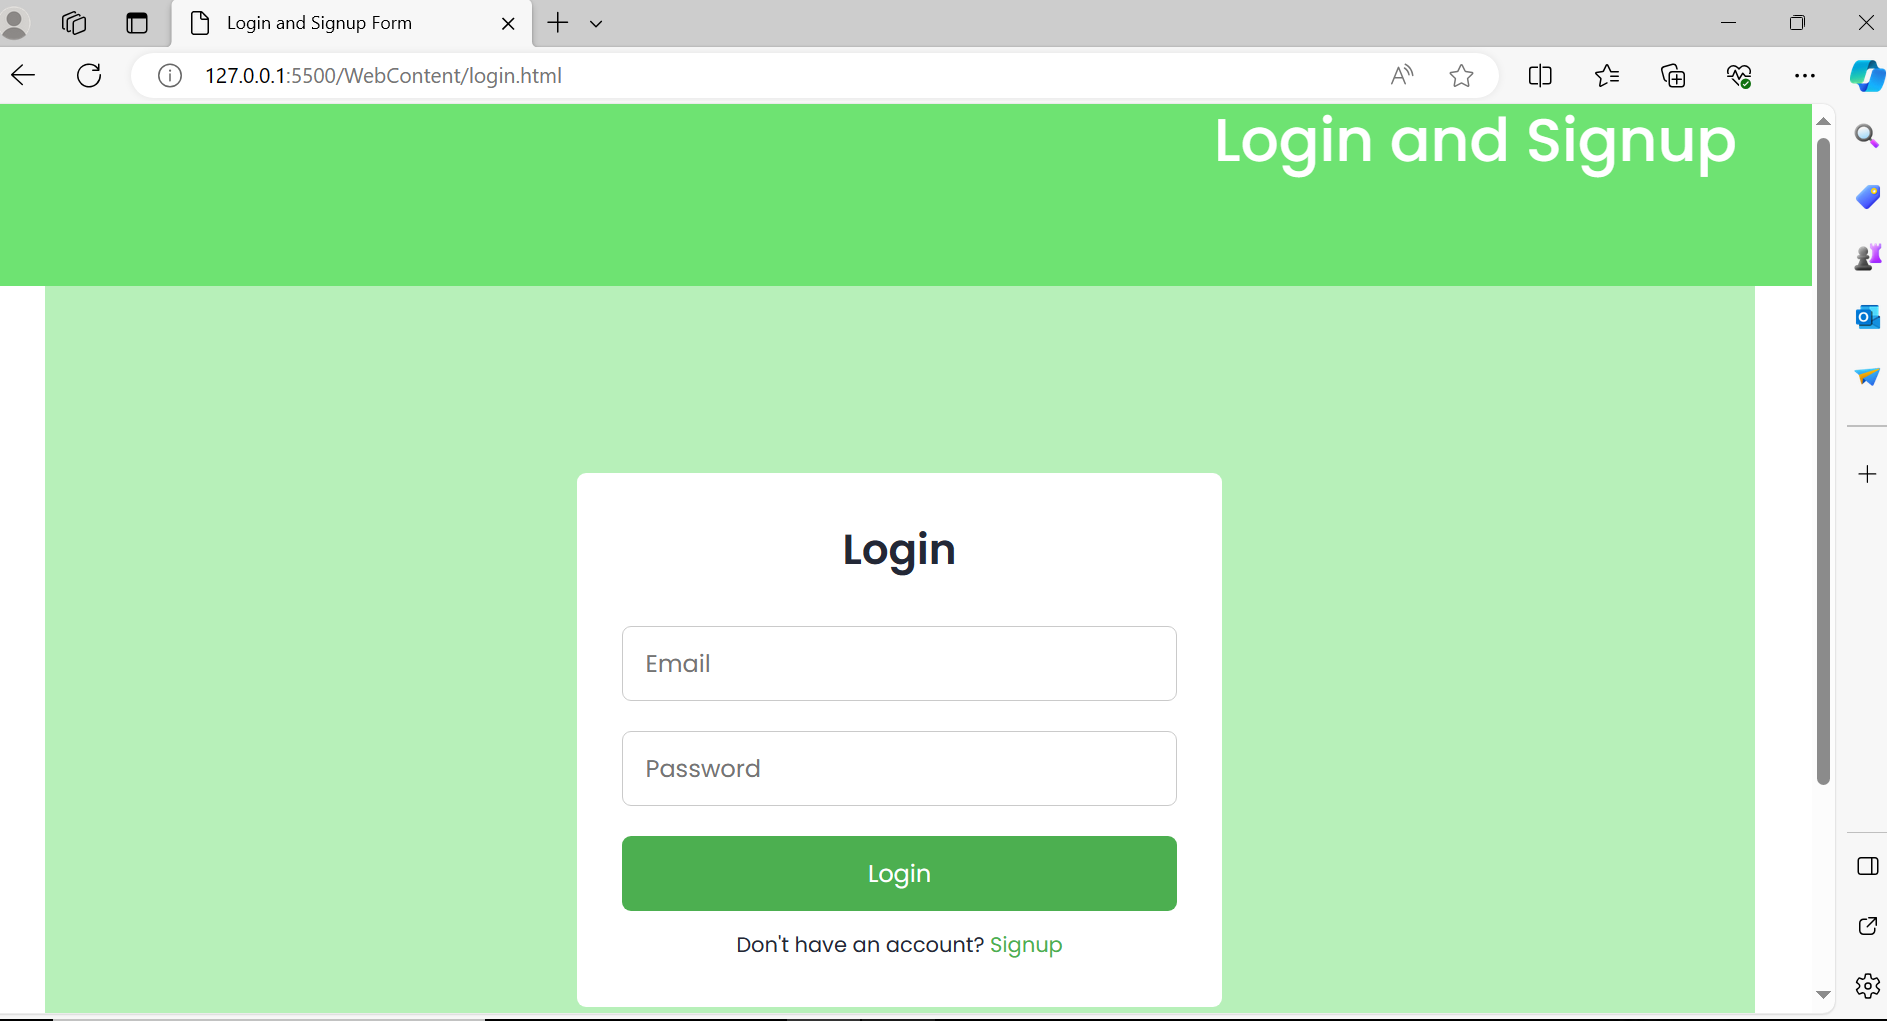 Login and Signup Form
127.0.0.1:5500/WebContent/login.html
Login and Signup
Login
Email
Password
Login
Don't have an account? Signup